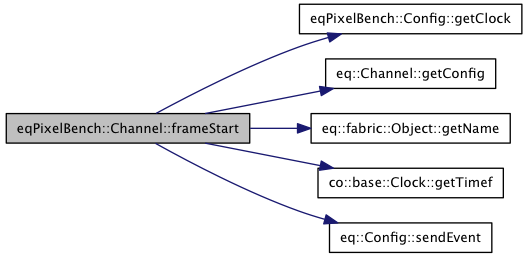 eqPixelBench::Channel::frameStart
eqPixelBench::Config::getClock
eq::Channel::getConfig
eq::fabric::Object::getName
co::base::Clock::getTimef
eq::Config::sendEvent